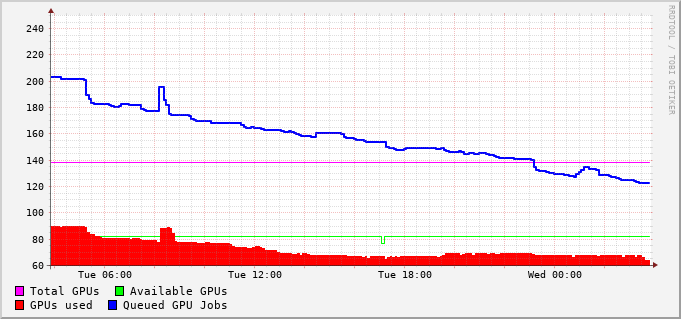 240
220
200
180
160
140
120
100
80
60
Tue 06:00 Tue 12:00 Tue 18:00 Wed 00:00
Total GPUs Available GPUs
GPUs used Queued GPU Jobs
RRDTOOL / TOBI OETIKER